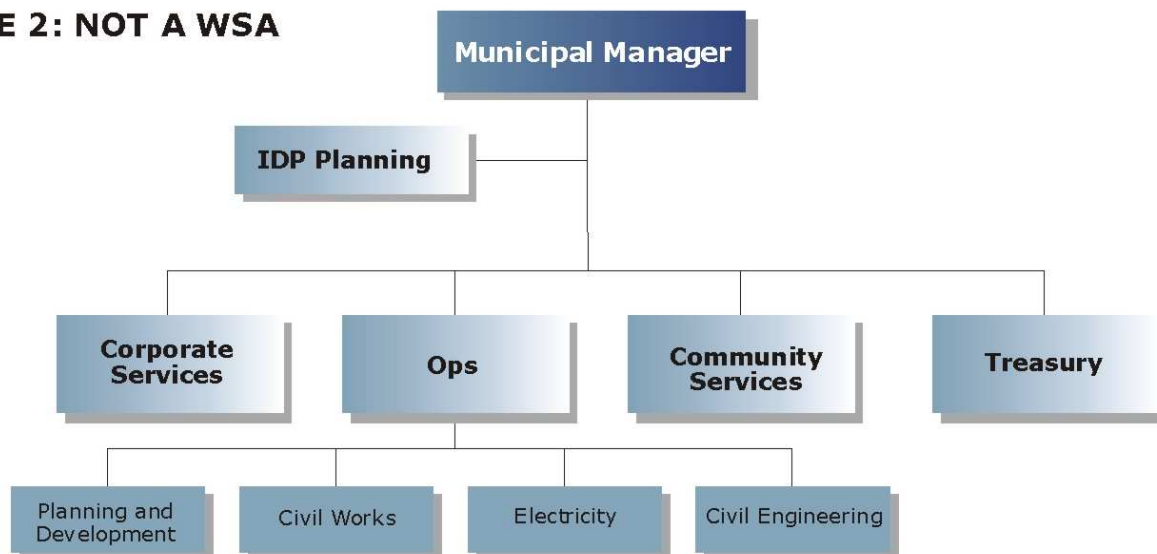 E 2: NOT A WSA
Municipal Manager
IDP Planning
Corporate
Services
Ops
Community
Services
Treasury
Planning and
Development
Civil Works
Electricity
Civil Engineering